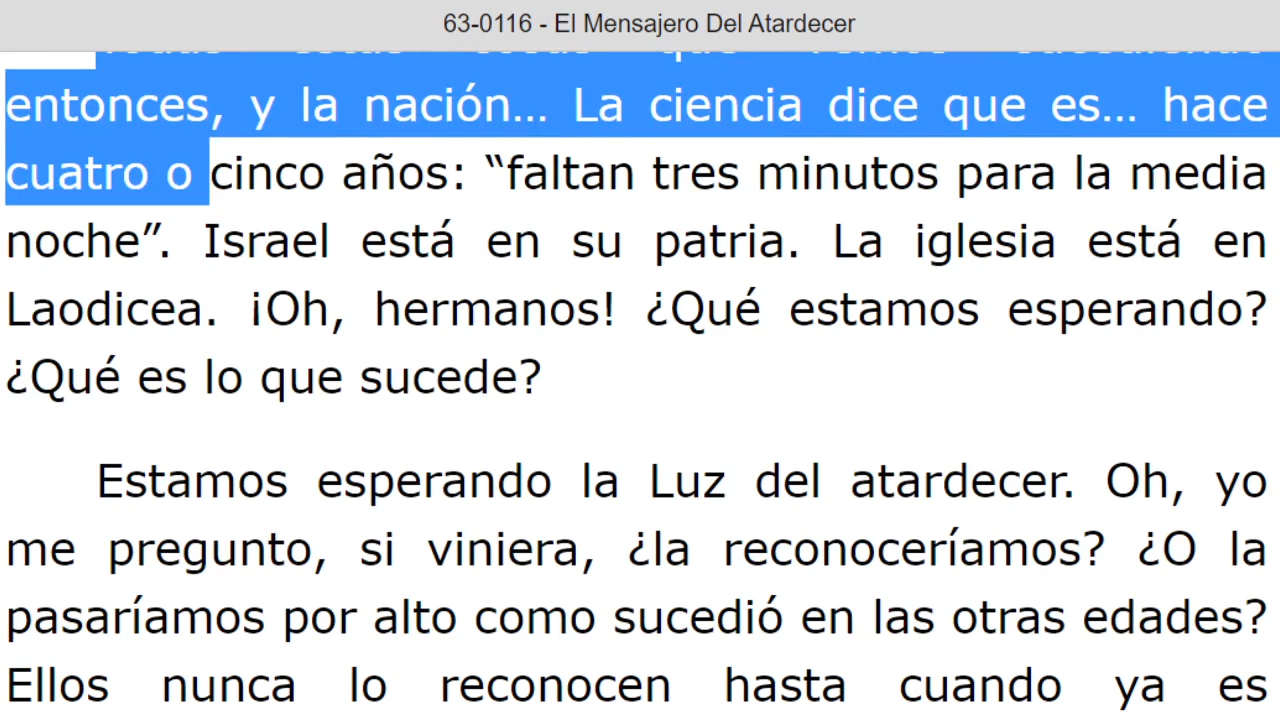 63-0116 - El Mensajero Del Atardecer
entonces, y la nación... La ciencia dice que es... hace
cuatro o cinco años: “faltan tres minutos para la media
noche”. Israel está en su patria. La iglesia está en
Laodicea. ¡Oh, hermanos! ¿Qué estamos esperando?
¿Qué es lo que sucede?
Estamos esperando la Luz del atardecer. Oh, yo
me pregunto, si viniera, ¿la reconoceríamos? ¿O la
pasaríamos por alto como sucedió en las otras edades?
Ellos nunca lo reconocen hasta cuando ya es